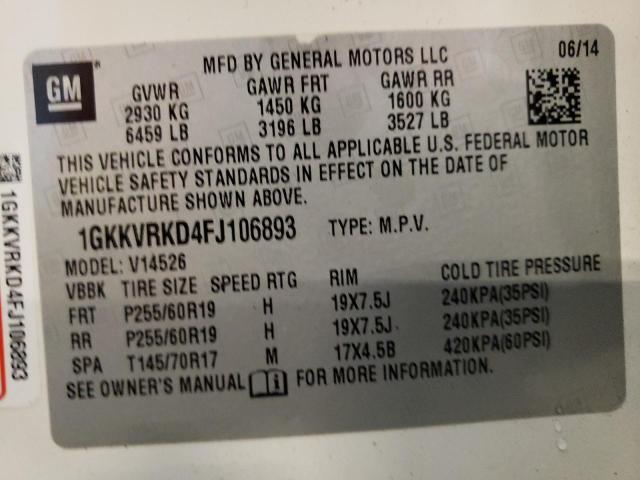 GM
MFD BY GENERAL MOTORS LLC 06/14
GVWR GAWR FRT GAWR RR
2930 KG 1450 KG 1600 KG
6459 LB 3196 LB 3527 LB
THIS VEHICLE CONFORMS TO ALL APPLICABLE U.S. FEDERAL MOTOR
VEHICLE SAFETY STANDARDS IN EFFECT ON THE DATE OF
MANUFACTURE SHOWN ABOVE.
1GKKVRKD4FJ106893 TYPE: M.P.V.
MODEL: V14526
VBBK TIRE SIZE SPEED RTG RIM COLD TIRE PRESSURE
FRT P255/60R19 H 19X7.5J 240KPA(35PSI)
RR P255/60R19 H 19X7.5J 240KPA(35PSI)
SPA T145/70R17 M 17X4.5B 420KPA(60PSI)
SEE OWNER'S MANUAL FOR MORE INFORMATION.
1GKKVRKD4FJ106893